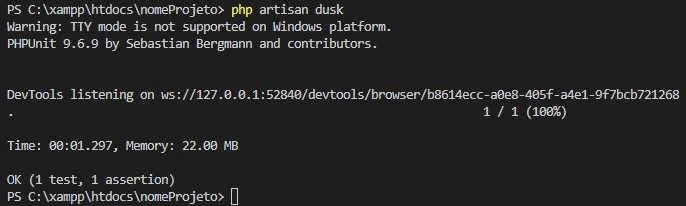 PS C:\xampp\htdocs\nomeProjeto> php artisan dusk
Warning: TTY mode is not supported on Windows platform.
PHPUnit 9.6.9 by Sebastian Bergmann and contributors.
DevTools listening on ws://127.0.0.1:52840/devtools/browser/b8614ecc-a0e8-405f-a4e1-9f7bcb721268
. 1 / 1 (100%)
Time: 00:01.297, Memory: 22.00 MB
OK (1 test, 1 assertion)
PS C:\xampp\htdocs\nomeProjeto>